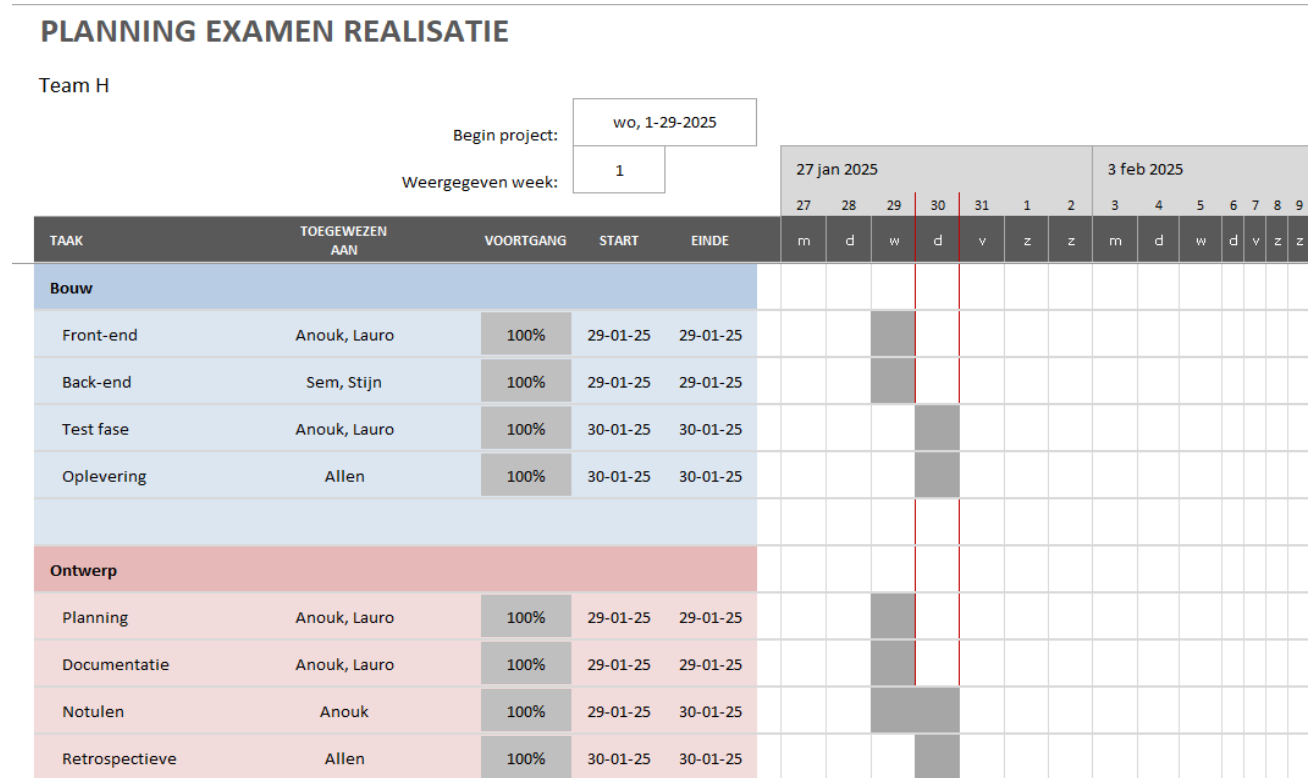 PLANNING EXAMEN REALISATIE
Team H
Begin project: wo, 1-29-2025
Weergegeven week: 1
27 jan 2025 3 feb 2025
27 28 29 30 31 1 2 3 4 5 6 7 8 9
TAAK TOEGEWEZEN AAN VOORTGANG START EINDE m d w d v z z m d w d v z z
Bouw
Front-end Anouk, Lauro 100% 29-01-25 29-01-25
Back-end Sem, Stijn 100% 29-01-25 29-01-25
Test fase Anouk, Lauro 100% 30-01-25 30-01-25
Oplevering Allen 100% 30-01-25 30-01-25
Ontwerp
Planning Anouk, Lauro 100% 29-01-25 29-01-25
Documentatie Anouk, Lauro 100% 29-01-25 29-01-25
Notulen Anouk 100% 29-01-25 30-01-25
Retrospectieve Allen 100% 30-01-25 30-01-25